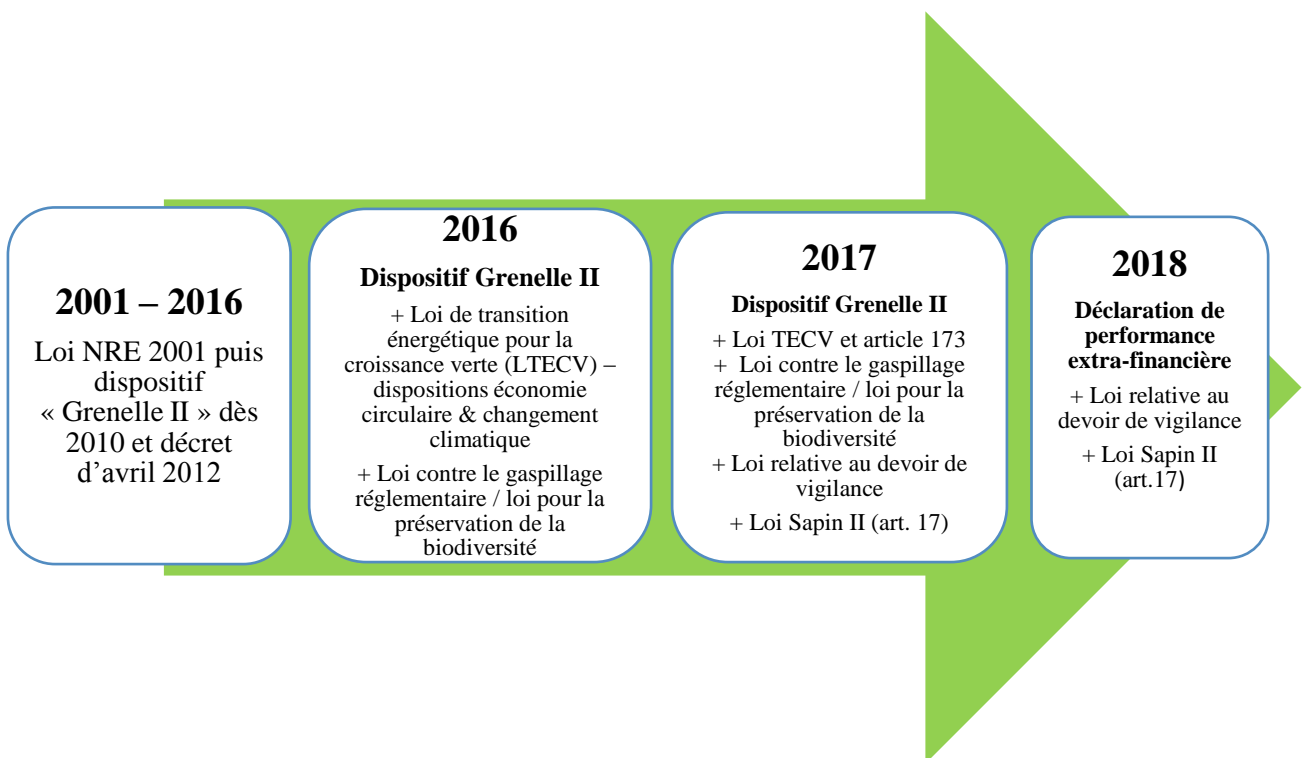 2001 – 2016
Loi NRE 2001 puis
dispositif
« Grenelle II » dès
2010 et décret
d’avril 2012
2016
Dispositif Grenelle II
+ Loi de transition
énergétique pour la
croissance verte (LTECV) –
dispositions économie
circulaire & changement
climatique
+ Loi contre le gaspillage
réglementaire / loi pour la
préservation de la
biodiversité
2017
Dispositif Grenelle II
+ Loi TECV et article 173
+ Loi contre le gaspillage
réglementaire / loi pour la
préservation de la
biodiversité
+ Loi relative au devoir de
vigilance
+ Loi Sapin II (art. 17)
2018
Déclaration de
performance
extra-financière
+ Loi relative au
devoir de vigilance
+ Loi Sapin II
(art.17)